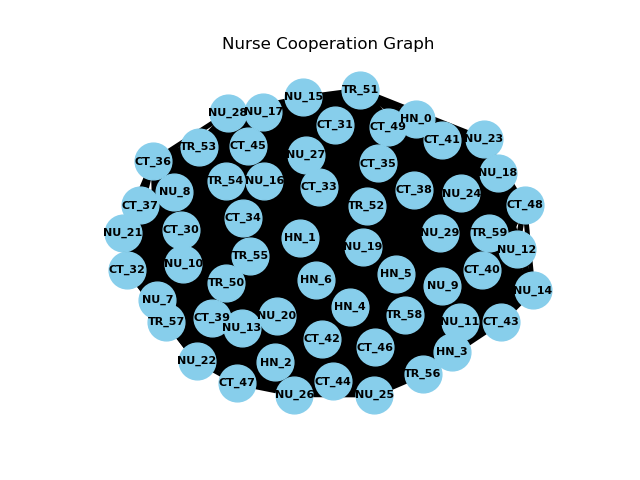 Nurse Cooperation Graph
TR_51
NU_15
NU_28
NU_17
HN_0
CT_31
CT_49
CT_41
NU_23
TR_53
CT_45
NU_27
CT_36
CT_35
NU_18
TR_54
NU_16
CT_33
NU_8
CT_38
NU_24
CT_37
TR_52
CT_48
CT_34
NU_21
CT_30
HN_1
NU_29
TR_59
NU_19
NU_12
TR_55
CT_32
NU_10
HN_5
CT_40
TR_50
HN_6
NU_9
NU_14
NU_7
HN_4
TR_57
CT_39
NU_13
NU_20
TR_58
NU_11
CT_43
CT_42
CT_46
HN_3
NU_22
HN_2
TR_56
CT_47
CT_44
NU_26
NU_25